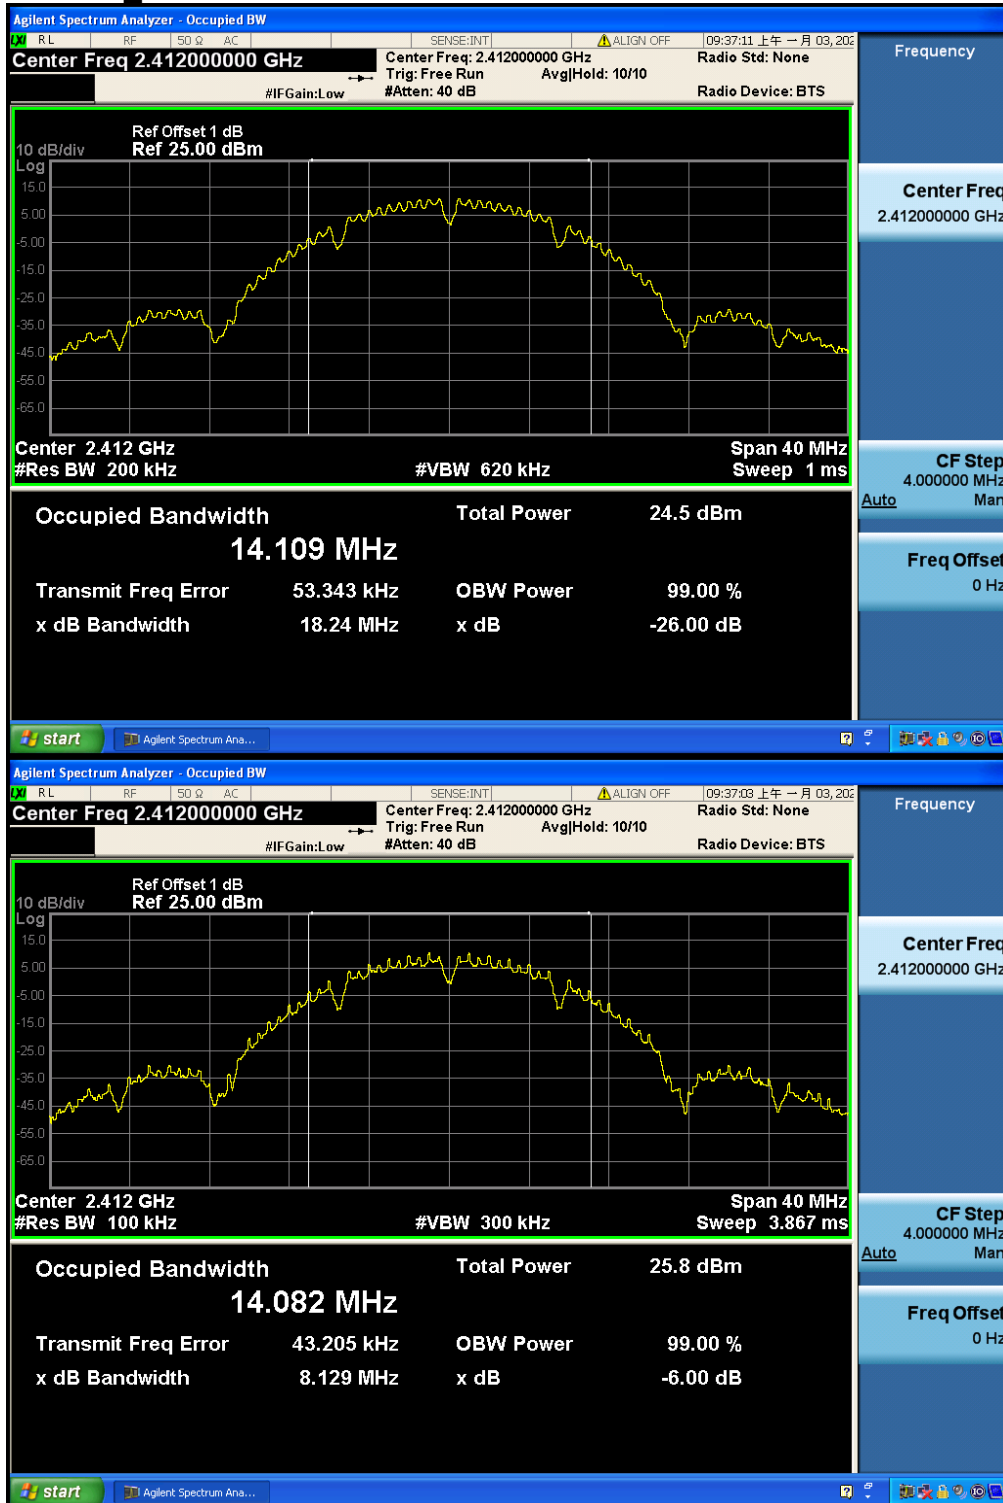 Agilent Spectrum Analyzer - Occupied BW
LXI RL RF 50 Ω AC SENSE:INT ALIGN OFF 09:37:11 上午 一月 03, 202
Center Freq 2.412000000 GHz
Center Freq: 2.412000000 GHz
Radio Std: None
Trig: Free Run Avg|Hold: 10/10
#IFGain:Low #Atten: 40 dB Radio Device: BTS
Frequency
Ref Offset 1 dB
10 dB/div Ref 25.00 dBm
Log
15.0
5.00
-5.00
-15.0
-25.0
-35.0
-45.0
-55.0
-65.0
Center Freq
2.412000000 GHz
Center 2.412 GHz Span 40 MHz
#Res BW 200 kHz #VBW 620 kHz Sweep 1 ms
CF Step
4.000000 MHz
Auto Man
Occupied Bandwidth Total Power 24.5 dBm
14.109 MHz
Freq Offset
0 Hz
Transmit Freq Error 53.343 kHz OBW Power 99.00 %
x dB Bandwidth 18.24 MHz x dB -26.00 dB
start Agilent Spectrum Ana...
Agilent Spectrum Analyzer - Occupied BW
LXI RL RF 50 Ω AC SENSE:INT ALIGN OFF 09:37:03 上午 一月 03, 202
Center Freq 2.412000000 GHz
Center Freq: 2.412000000 GHz
Radio Std: None
Trig: Free Run Avg|Hold: 10/10
#IFGain:Low #Atten: 40 dB Radio Device: BTS
Frequency
Ref Offset 1 dB
10 dB/div Ref 25.00 dBm
Log
15.0
5.00
-5.00
-15.0
-25.0
-35.0
-45.0
-55.0
-65.0
Center Freq
2.412000000 GHz
Center 2.412 GHz Span 40 MHz
#Res BW 100 kHz #VBW 300 kHz Sweep 3.867 ms
CF Step
4.000000 MHz
Auto Man
Occupied Bandwidth Total Power 25.8 dBm
14.082 MHz
Freq Offset
0 Hz
Transmit Freq Error 43.205 kHz OBW Power 99.00 %
x dB Bandwidth 8.129 MHz x dB -6.00 dB
start Agilent Spectrum Ana...